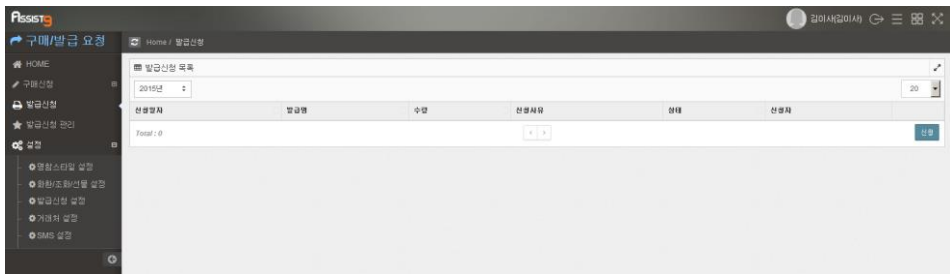 Assist9
김이사(김이사)
구매/발급 요청
Home / 발급신청
HOME
구매신청
발급신청
발급신청 관리
설정
명함스타일 설정
화환/조화/선물 설정
발급신청 설정
거래처 설정
SMS 설정
발급신청 목록
2015년
20
신청일자 발급명 수량 신청사유 상태 신청자
Total : 0
신청